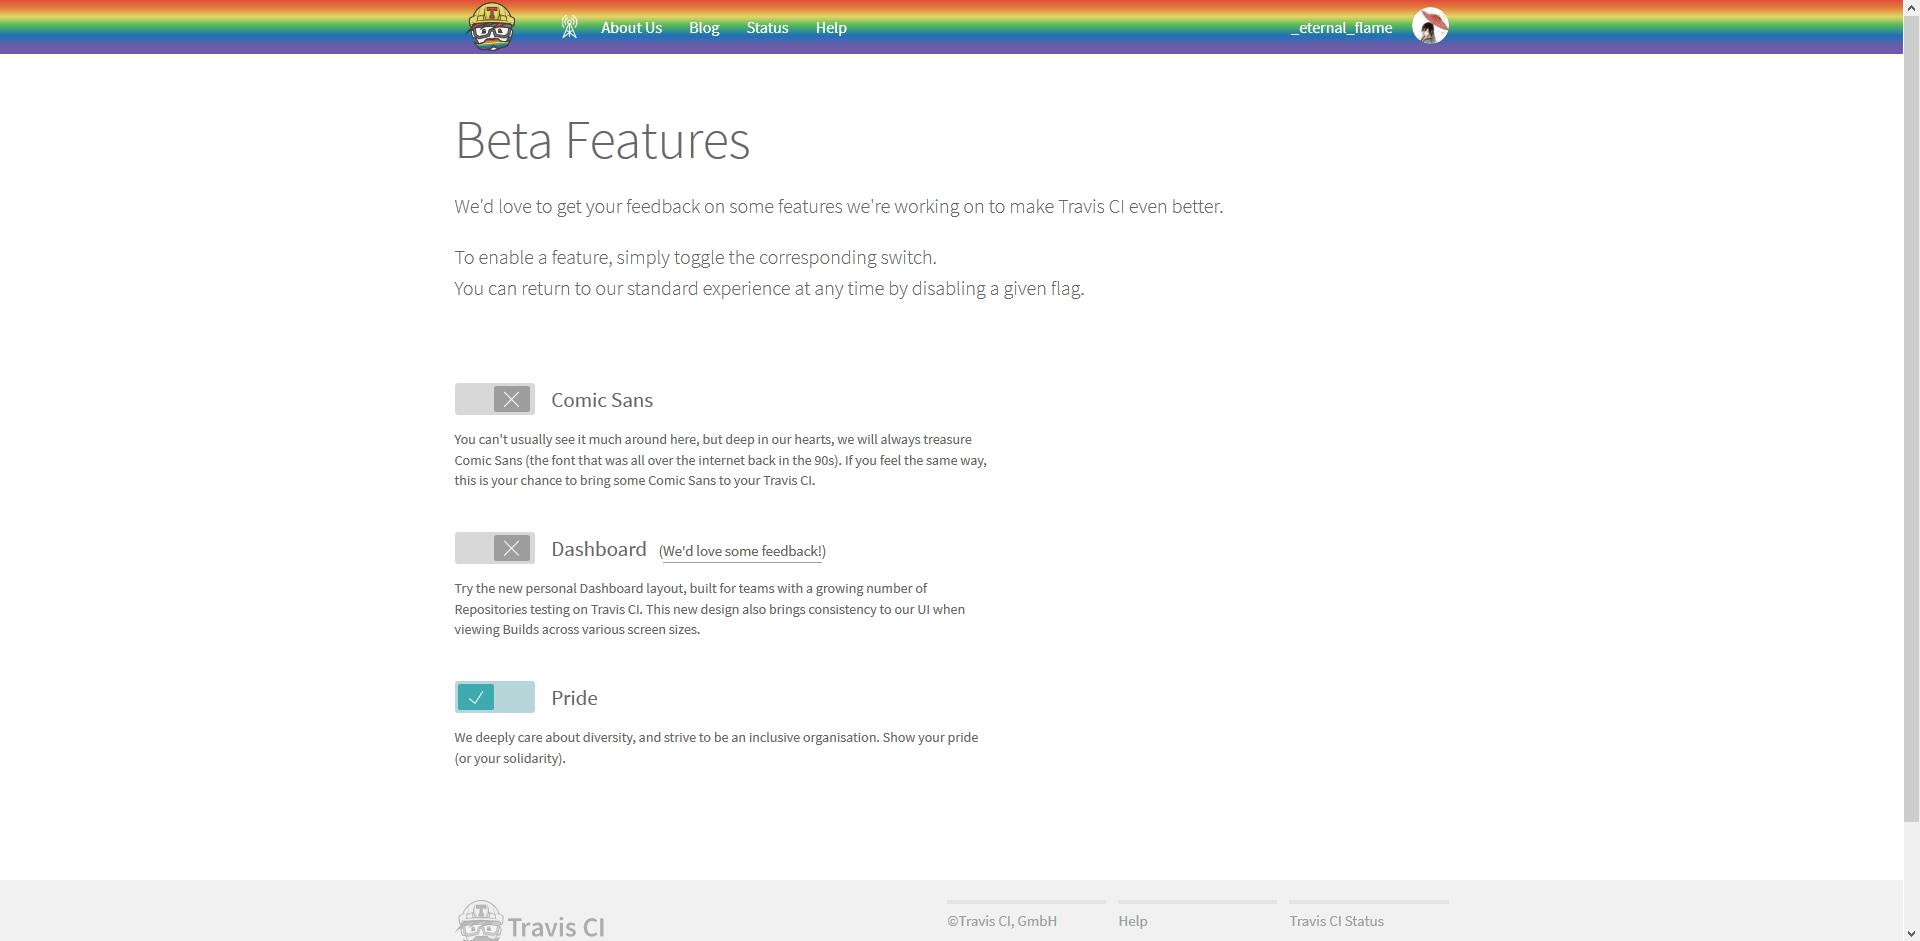 About Us Blog Status Help _eternal_flame
Beta Features
We'd love to get your feedback on some features we're working on to make Travis CI even better.
To enable a feature, simply toggle the corresponding switch.
You can return to our standard experience at any time by disabling a given flag.
Comic Sans
You can't usually see it much around here, but deep in our hearts, we will always treasure
Comic Sans (the font that was all over the internet back in the 90s). If you feel the same way,
this is your chance to bring some Comic Sans to your Travis CI.
Dashboard (We'd love some feedback!)
Try the new personal Dashboard layout, built for teams with a growing number of
Repositories testing on Travis CI. This new design also brings consistency to our UI when
viewing Builds across various screen sizes.
Pride
We deeply care about diversity, and strive to be an inclusive organisation. Show your pride
(or your solidarity).
Travis CI
©Travis CI, GmbH Help Travis CI Status